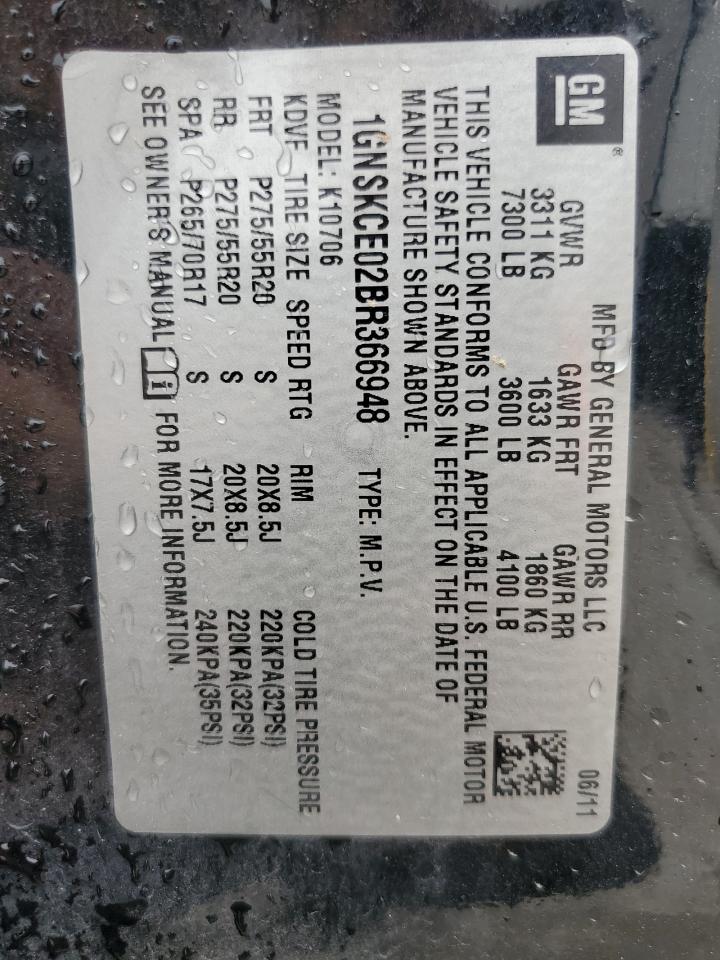 GM®
MFD BY GENERAL MOTORS LLC 06/11
GVWR GAWR FRT GAWR RR
3311 KG 1633 KG 1860 KG
7300 LB 3600 LB 4100 LB
THIS VEHICLE CONFORMS TO ALL APPLICABLE U.S. FEDERAL MOTOR
VEHICLE SAFETY STANDARDS IN EFFECT ON THE DATE OF
MANUFACTURE SHOWN ABOVE.
1GNSKCE02BR366948 TYPE: M.P.V.
MODEL: K10706
KDVF TIRE SIZE SPEED RTG RIM COLD TIRE PRESSURE
FRT P275/55R20 S 20X8.5J 220KPA(32PSI)
RR P275/55R20 S 20X8.5J 220KPA(32PSI)
SPA P265/70R17 S 17X7.5J 240KPA(35PSI)
SEE OWNER'S MANUAL i FOR MORE INFORMATION.